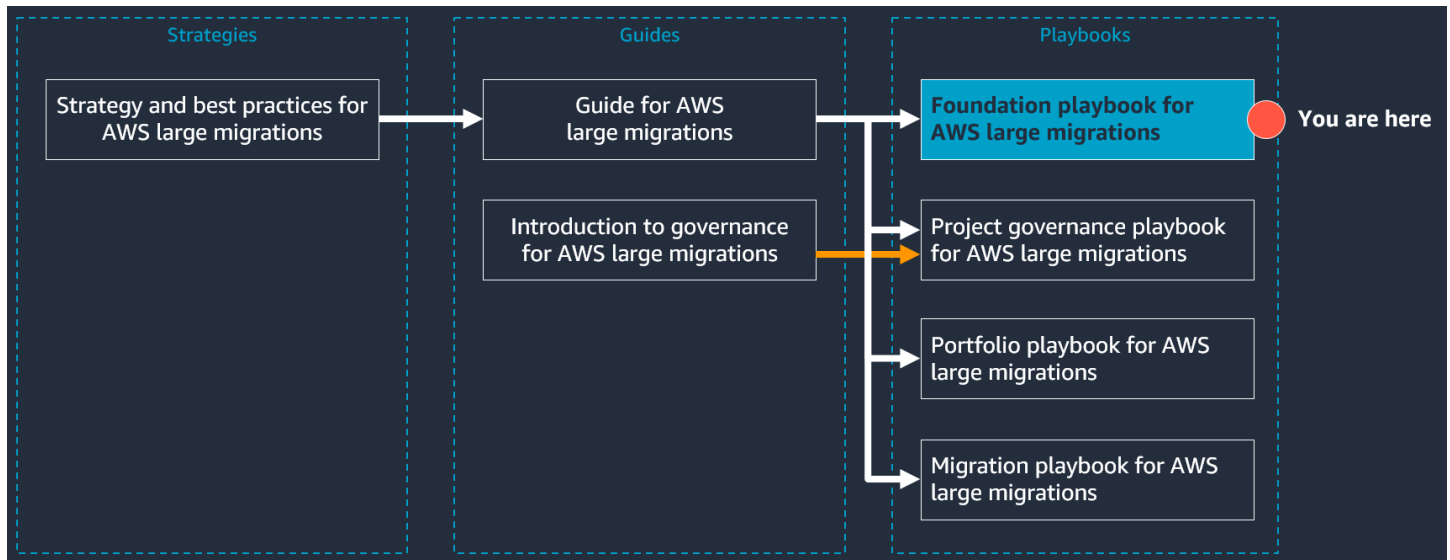 Strategies
Strategy and best practices for
AWS large migrations
Guides
Guide for AWS
large migrations
Introduction to governance
for AWS large migrations
Playbooks
Foundation playbook for
AWS large migrations
You are here
Project governance playbook
for AWS large migrations
Portfolio playbook for AWS
large migrations
Migration playbook for AWS
large migrations